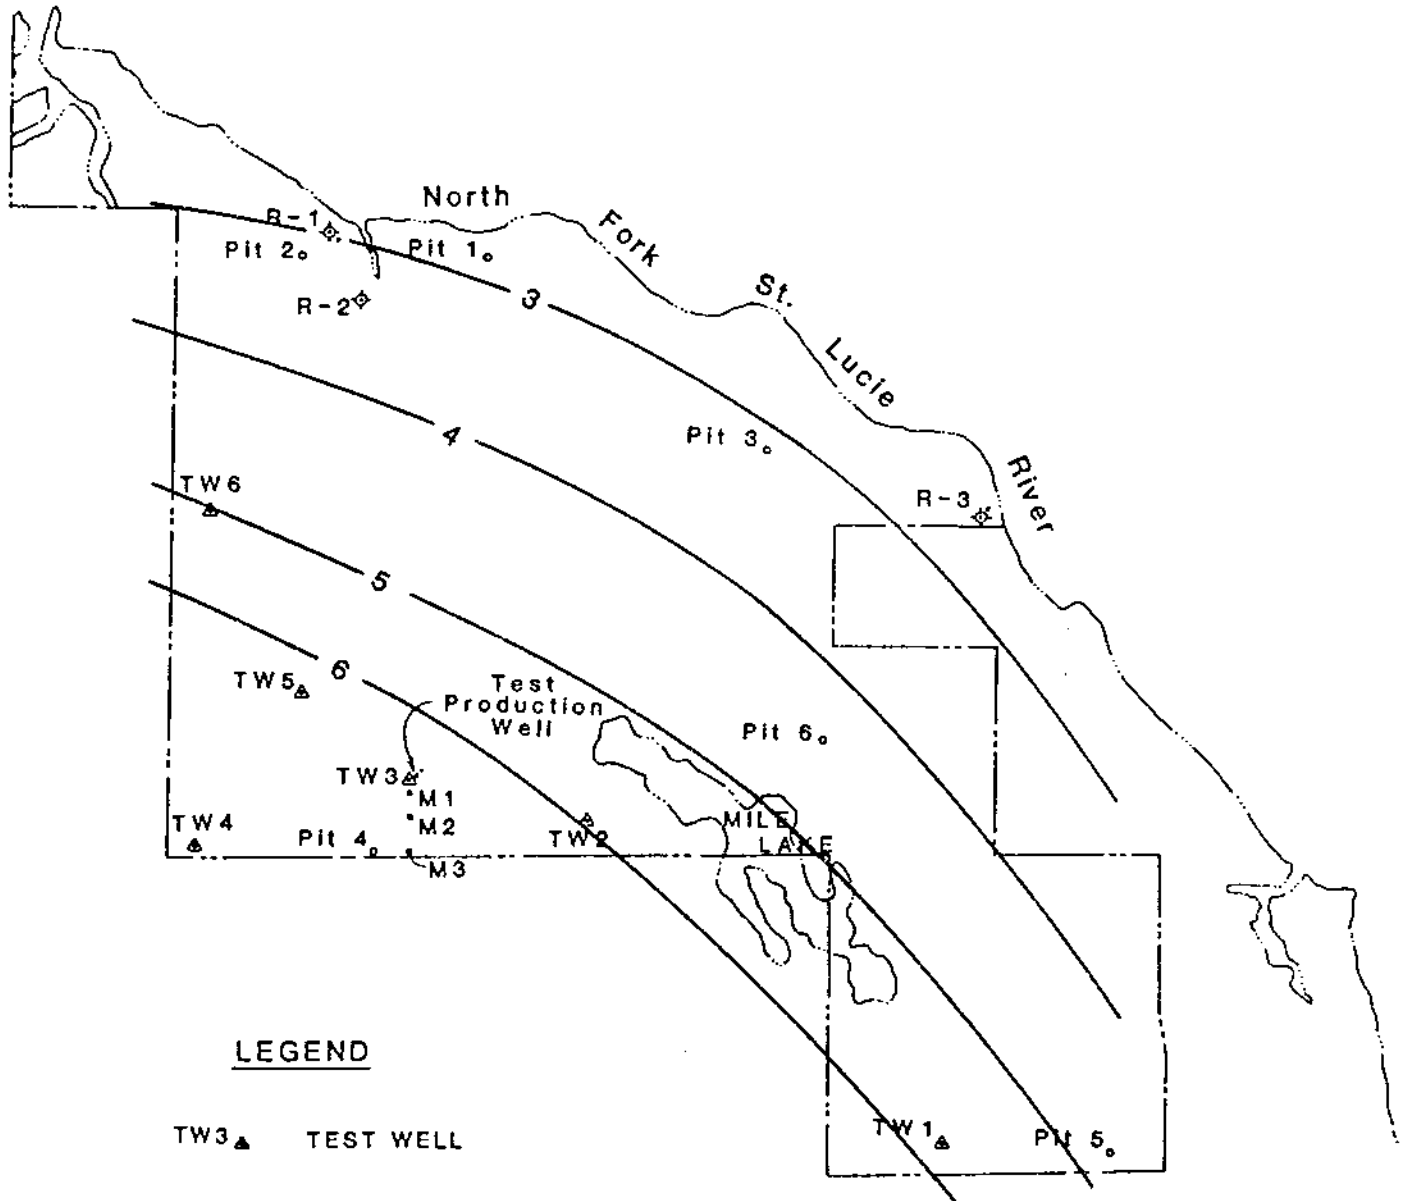 North
Fork
St.
Lucie
River
R-1
Pit 2
Pit 1
R-2
3
4
Pit 3
R-3
TW6
5
6
TW5
Test
Production
Well
Pit 6
TW3
M1
M2
M3
TW4
Pit 4
TW2
MILE
LAKE
TW1
Pit 5
LEGEND
TW3 TEST WELL